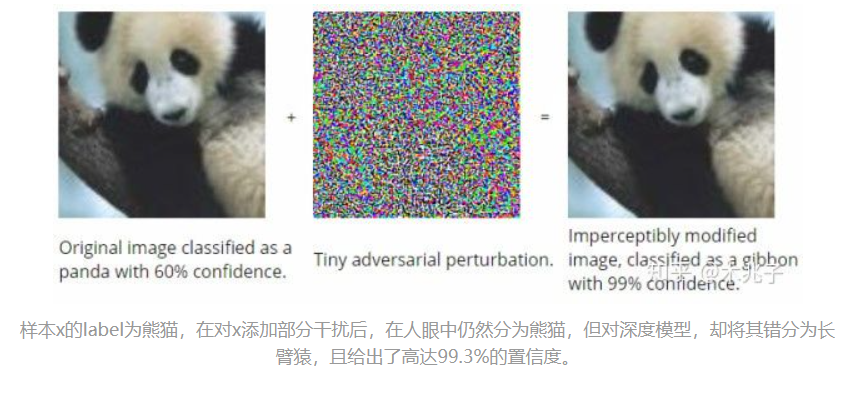 +
=
Original image classified as a
panda with 60% confidence.
Tiny adversarial perturbation.
Imperceptibly modified
image, classified as a gibbon
with 99% confidence.
知乎 @木兆子
样本x的label为熊猫，在对x添加部分干扰后，在人眼中仍然分为熊猫，但对深度模型，却将其错分为长
臂猿，且给出了高达99.3%的置信度。